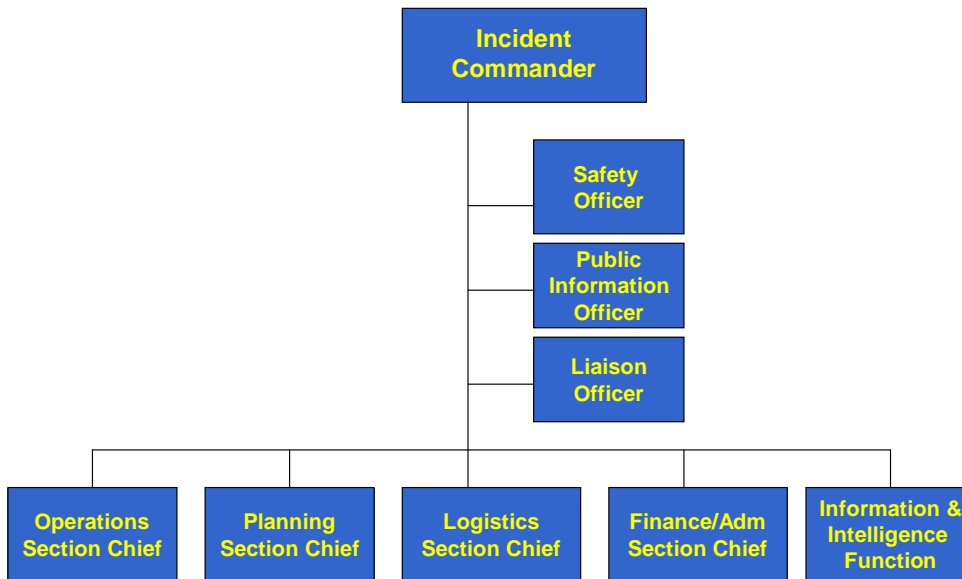 Incident
Commander
Safety
Officer
Public
Information
Officer
Liaison
Officer
Operations
Section Chief
Planning
Section Chief
Logistics
Section Chief
Finance/Adm
Section Chief
Information &
Intelligence
Function